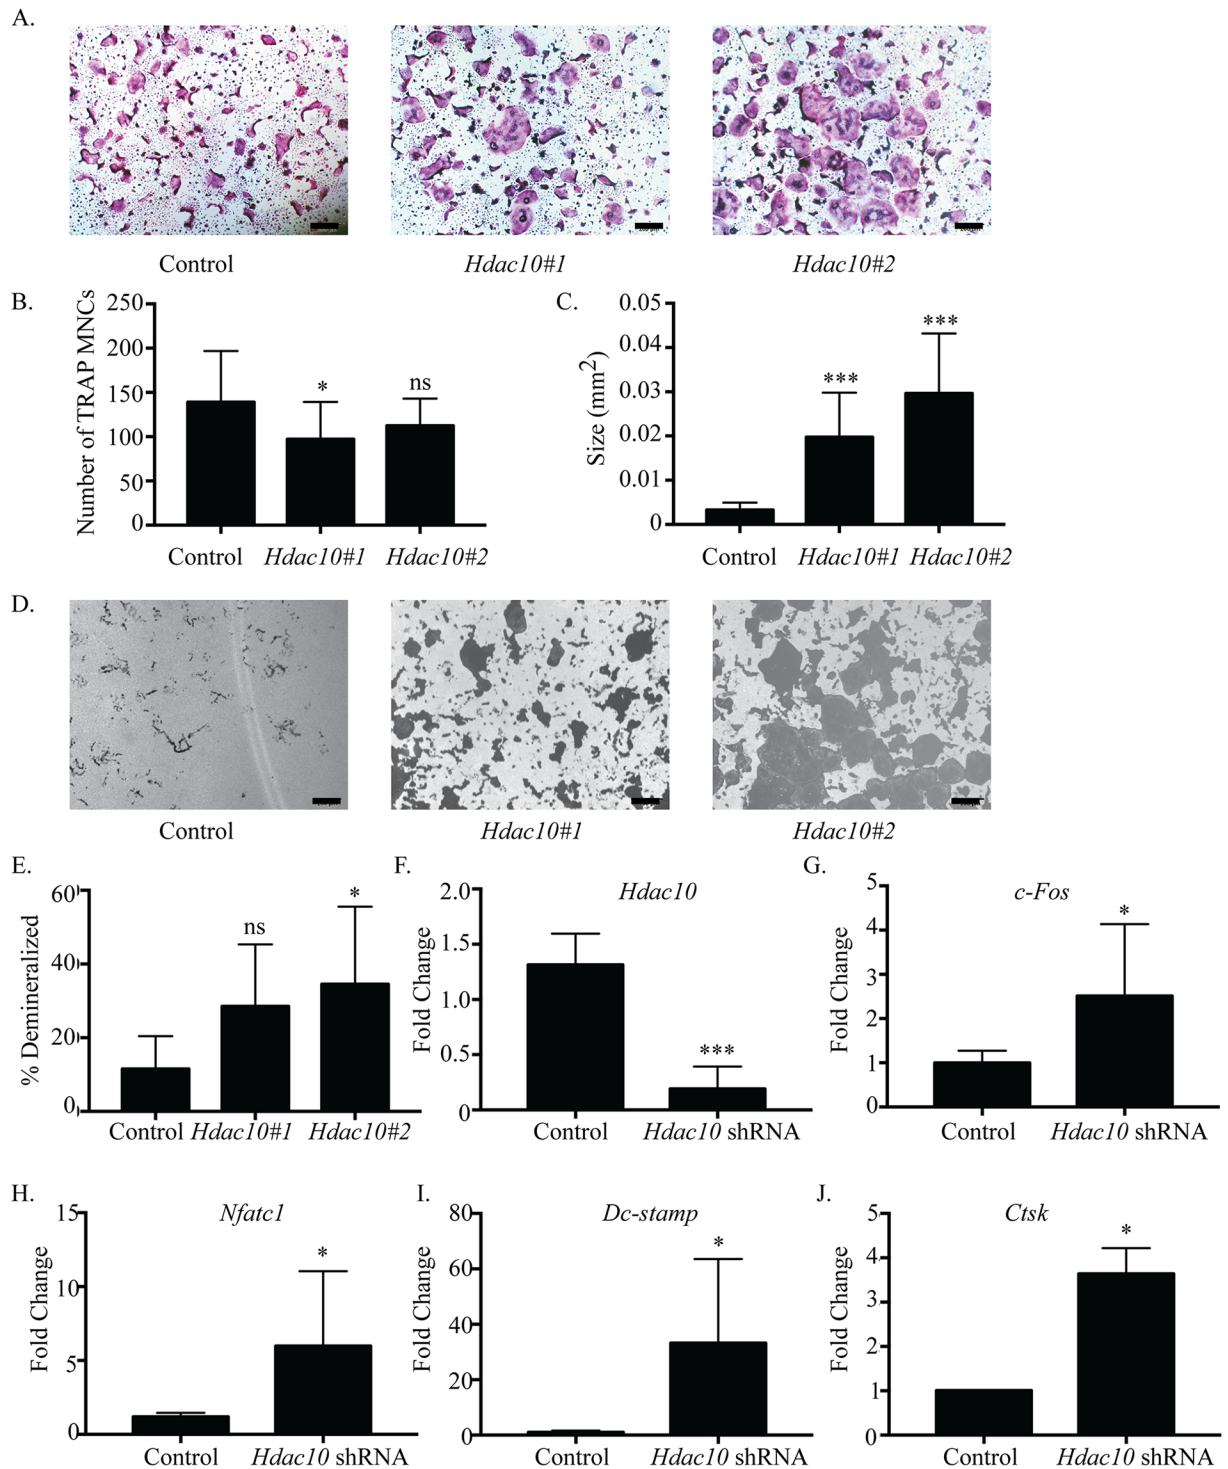 A.
Control
Hdac10#1
Hdac10#2
B.
Number of TRAP MNCs
250
200
150
100
50
0
*
ns
Control
Hdac10#1
Hdac10#2
C.
Size (mm2)
0.05
0.04
0.03
0.02
0.01
0
***
***
Control
Hdac10#1
Hdac10#2
D.
Control
Hdac10#1
Hdac10#2
E.
% Demineralized
60
40
20
0
ns
*
Control
Hdac10#1
Hdac10#2
F.
Hdac10
Fold Change
2.0
1.5
1.0
0.5
0
***
Control
Hdac10 shRNA
G.
c-Fos
Fold Change
5
4
3
2
1
0
*
Control
Hdac10 shRNA
H.
Nfatc1
Fold Change
15
10
5
0
*
Control
Hdac10 shRNA
I.
Dc-stamp
Fold Change
80
60
40
20
0
*
Control
Hdac10 shRNA
J.
Ctsk
Fold Change
5
4
3
2
1
0
*
Control
Hdac10 shRNA